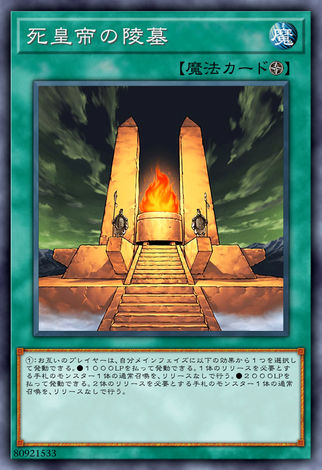 死皇帝の陵墓
魔
【魔法カード】
①:お互いのプレイヤーは、自分メインフェイズに以下の効果から1つを選択
して発動できる。●1000LPを払って発動できる。1体のリリースを必要とす
る手札のモンスター1体の通常召喚を、リリースなしで行う。●2000LPを
払って発動できる。2体のリリースを必要とする手札のモンスター1体の通常
召喚を、リリースなしで行う。
80921533